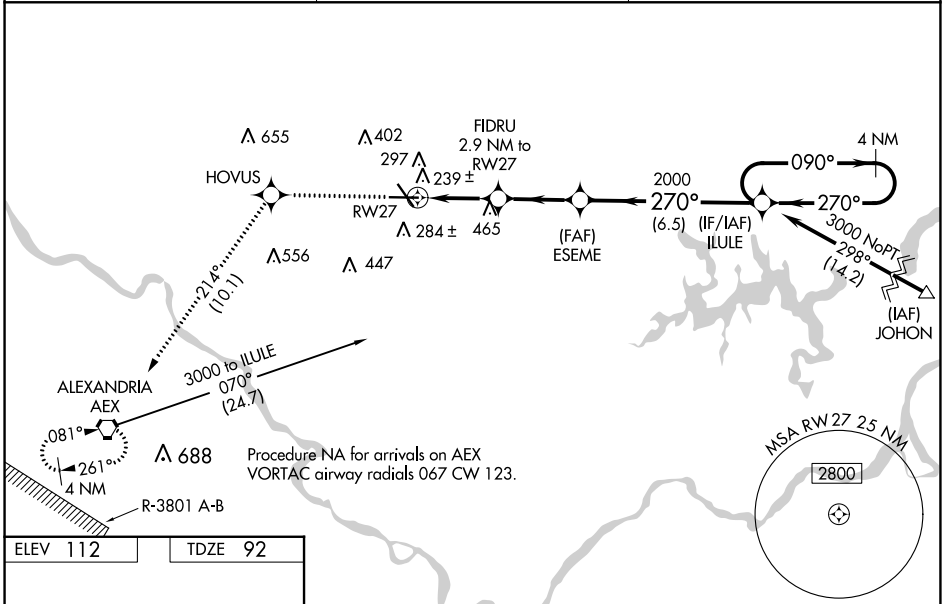 655
402
297
239 ±
FIDRU
2.9 NM to
RW27
4 NM
090°
HOVUS
RW27
2000
270°
(6.5)
(IF/IAF)
ILULE
270°
284 ±
465
(FAF)
ESEME
3000 NoPT
298°
(14.2)
(IAF)
JOHON
556
447
214°
(10.1)
3000 to ILULE
070°
(24.7)
ALEXANDRIA
AEX
081°
261°
4 NM
688
Procedure NA for arrivals on AEX
VORTAC airway radials 067 CW 123.
R-3801 A-B
MSA RW27 25 NM
2800
ELEV 112
TDZE 92